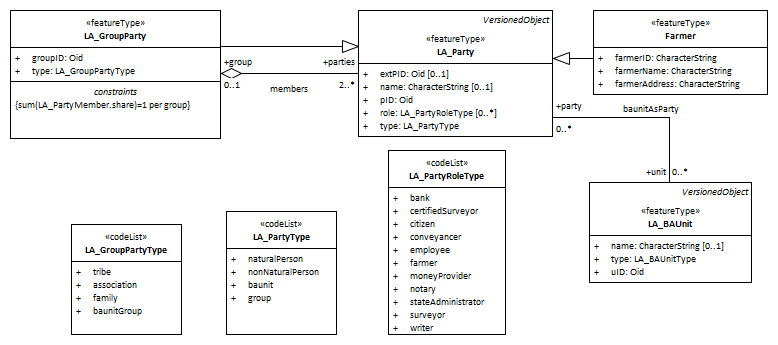 «featureType»
LA_GroupParty
+ groupID: Oid
+ type: LA_GroupPartyType
constraints
{sum(LA_PartyMember.share)=1 per group}
+group
0..1
members
+parties
2..*
VersionedObject
«featureType»
LA_Party
+ extPID: Oid [0..1]
+ name: CharacterString [0..1]
+ pID: Oid
+ role: LA_PartyRoleType [0..*]
+ type: LA_PartyType
«featureType»
Farmer
+ farmerID: CharacterString
+ farmerName: CharacterString
+ farmerAddress: CharacterString
+party
baunitAsParty
0..*
+unit 0..*
VersionedObject
«featureType»
LA_BAUnit
+ name: CharacterString [0..1]
+ type: LA_BAUnitType
+ uID: Oid
«codeList»
LA_GroupPartyType
+ tribe
+ association
+ family
+ baunitGroup
«codeList»
LA_PartyType
+ naturalPerson
+ nonNaturalPerson
+ baunit
+ group
«codeList»
LA_PartyRoleType
+ bank
+ certifiedSurveyor
+ citizen
+ conveyancer
+ employee
+ farmer
+ moneyProvider
+ notary
+ stateAdministrator
+ surveyor
+ writer